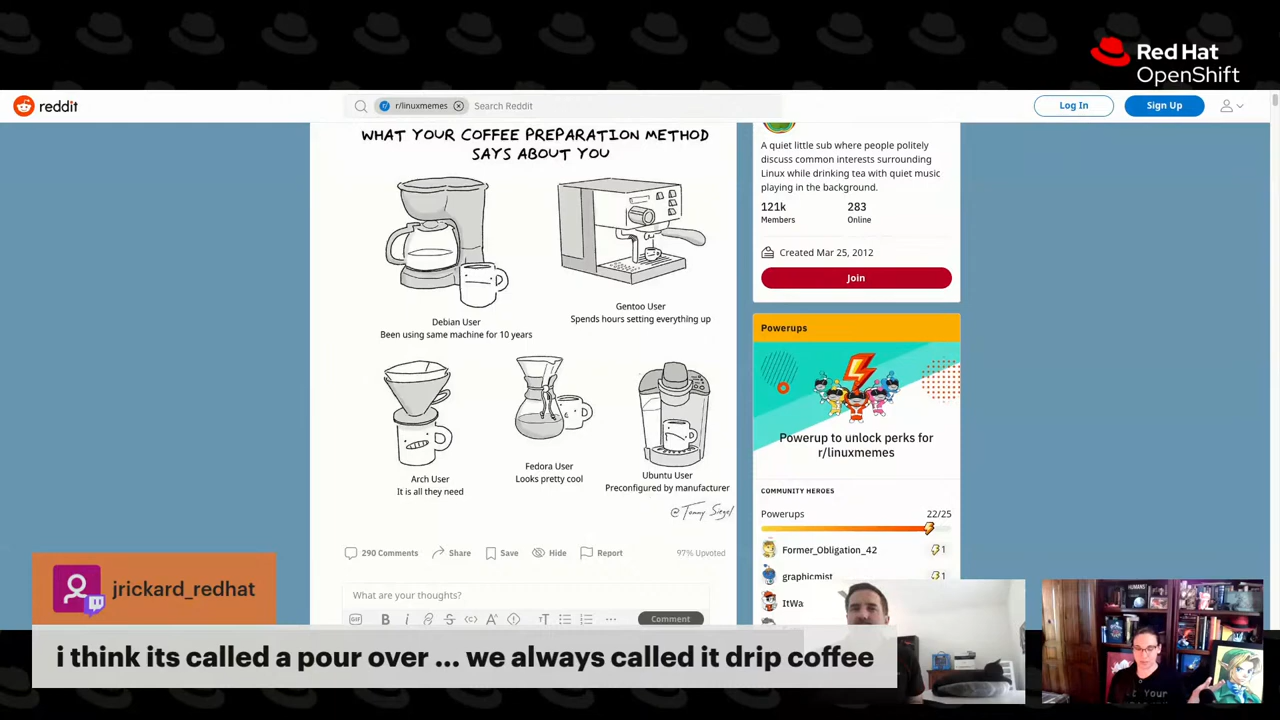 Red Hat
OpenShift
reddit
r/linuxmemes
Search Reddit
Log In
Sign Up
WHAT YOUR COFFEE PREPARATION METHOD
SAYS ABOUT YOU
Debian User
Been using same machine for 10 years
Gentoo User
Spends hours setting everything up
Arch User
It is all they need
Fedora User
Looks pretty cool
Ubuntu User
Preconfigured by manufacturer
@Tommy Siegel
290 Comments
Share
Save
Hide
Report
97% Upvoted
What are your thoughts?
Comment
A quiet little sub where people politely
discuss common interests surrounding
Linux while drinking tea with quiet music
playing in the background.
121k
283
Members
Online
Created Mar 25, 2012
Join
Powerups
Powerup to unlock perks for
r/linuxmemes
COMMUNITY HEROES
Powerups
22/25
Former_Obligation_42
1
graphicmist
1
ItWa
jrickard_redhat
i think its called a pour over ... we always called it drip coffee